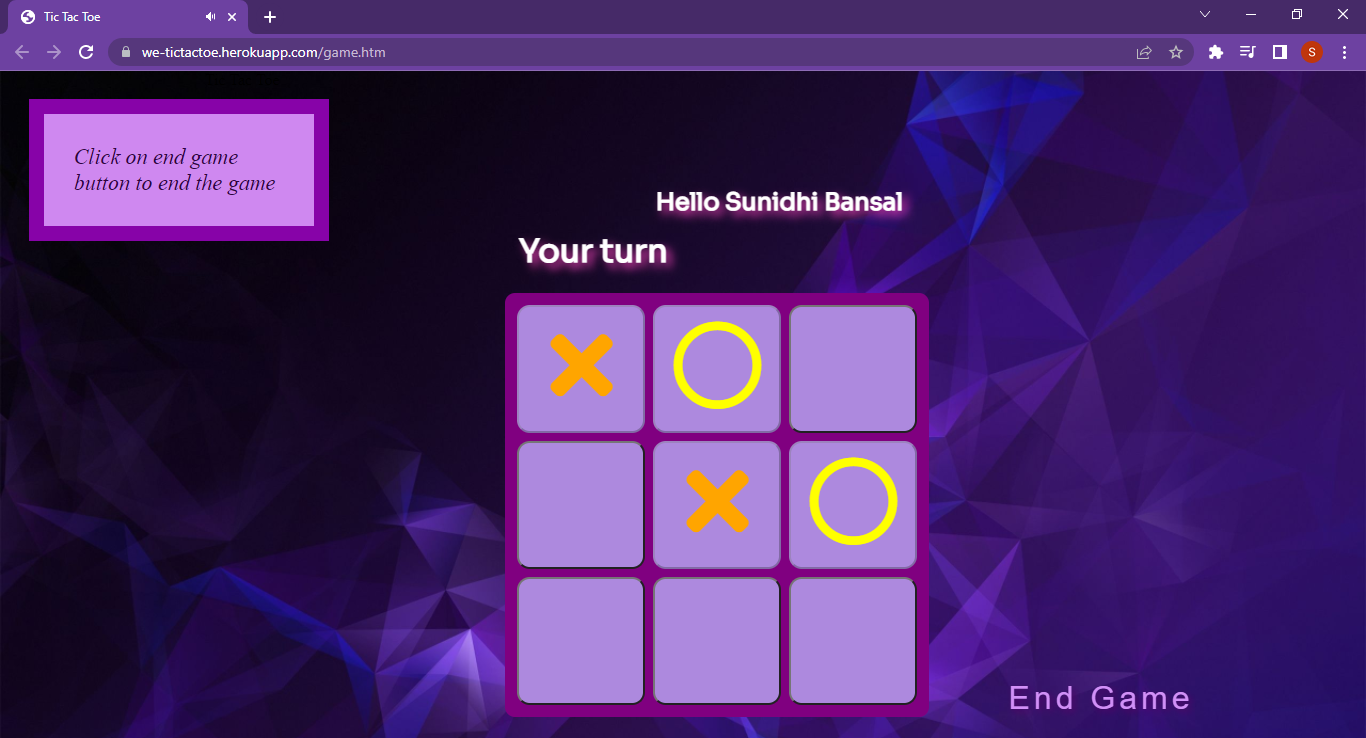 Tic Tac Toe
we-tictactoe.herokuapp.com/game.htm
S
Click on end game
button to end the game
Hello Sunidhi Bansal
Your turn
End Game